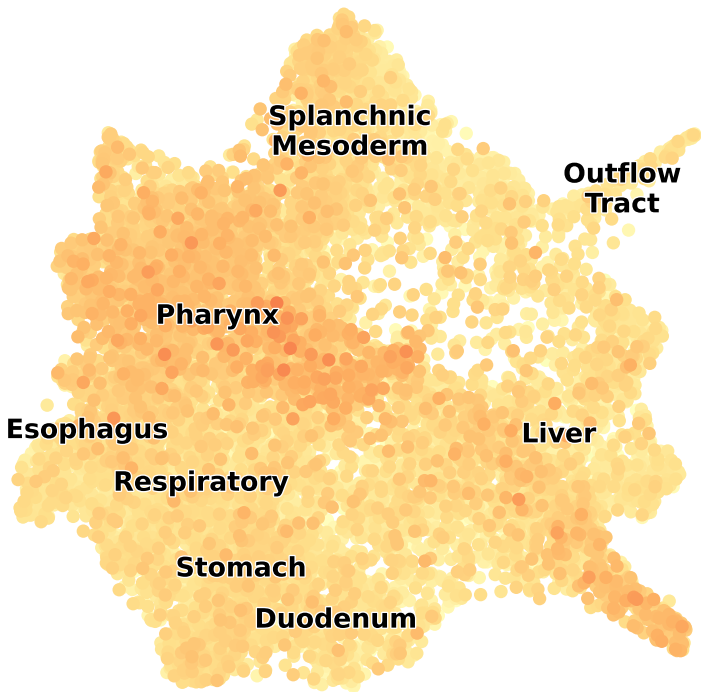 Splanchnic
Mesoderm
Outflow
Tract
Pharynx
Esophagus
Liver
Respiratory
Stomach
Duodenum